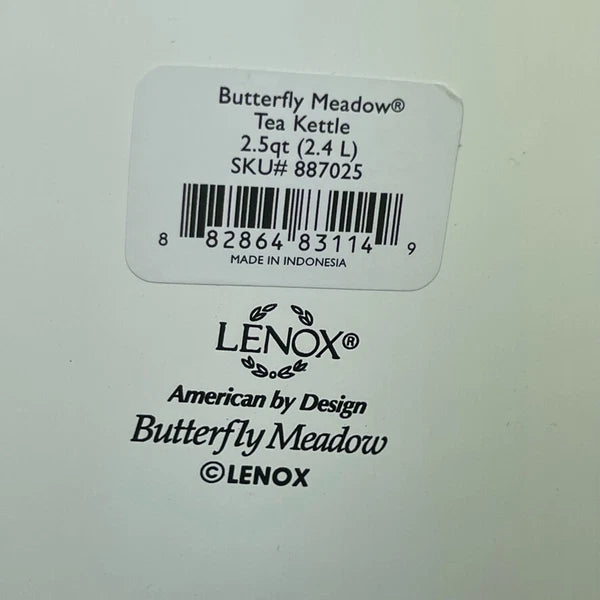 Butterfly Meadow®
Tea Kettle
2.5qt (2.4 L)
SKU# 887025
8 82864 83114 9
MADE IN INDONESIA
LENOX®
American by Design
Butterfly Meadow
©LENOX